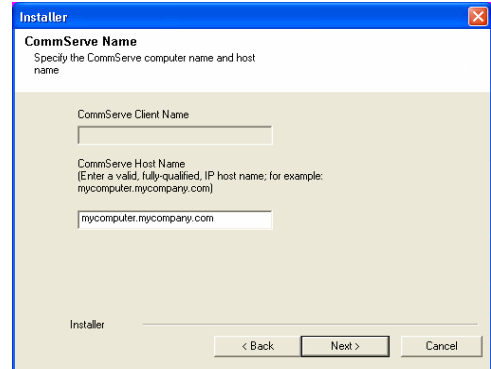 Installer
CommServe Name
Specify the CommServe computer name and host
name
CommServe Client Name
CommServe Host Name
(Enter a valid, fully-qualified, IP host name; for example:
mycomputer.mycompany.com)
mycomputer.mycompany.com
Installer
< Back
Next >
Cancel